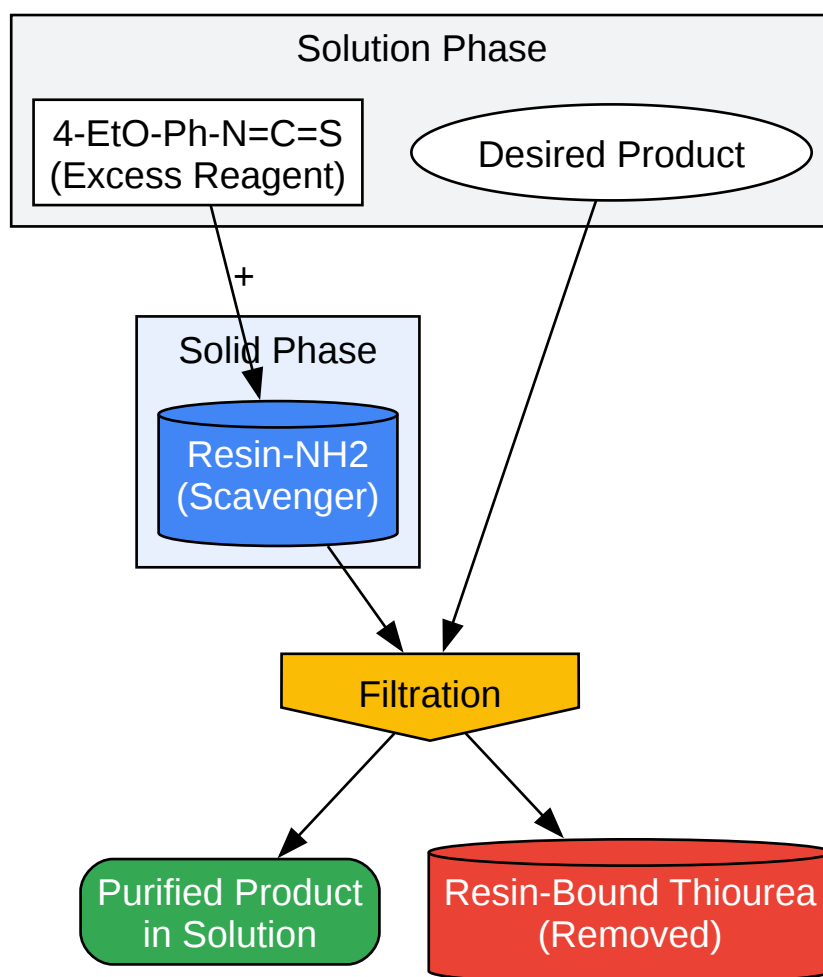 Solution Phase
4-EtO-Ph-N=C=S
(Excess Reagent)
Desired Product
+
Solid Phase
Resin-NH2
(Scavenger)
Filtration
Purified Product
in Solution
Resin-Bound Thiourea
(Removed)